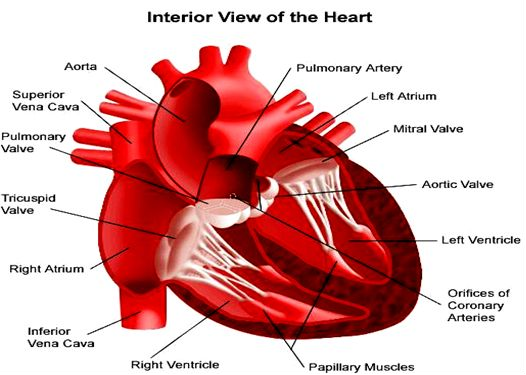 Interior View of the Heart
Aorta
Pulmonary Artery
Superior
Vena Cava
Left Atrium
Pulmonary
Valve
Mitral Valve
Tricuspid
Valve
Aortic Valve
Left Ventricle
Right Atrium
Orifices of
Coronary
Arteries
Inferior
Vena Cava
Right Ventricle
Papillary Muscles